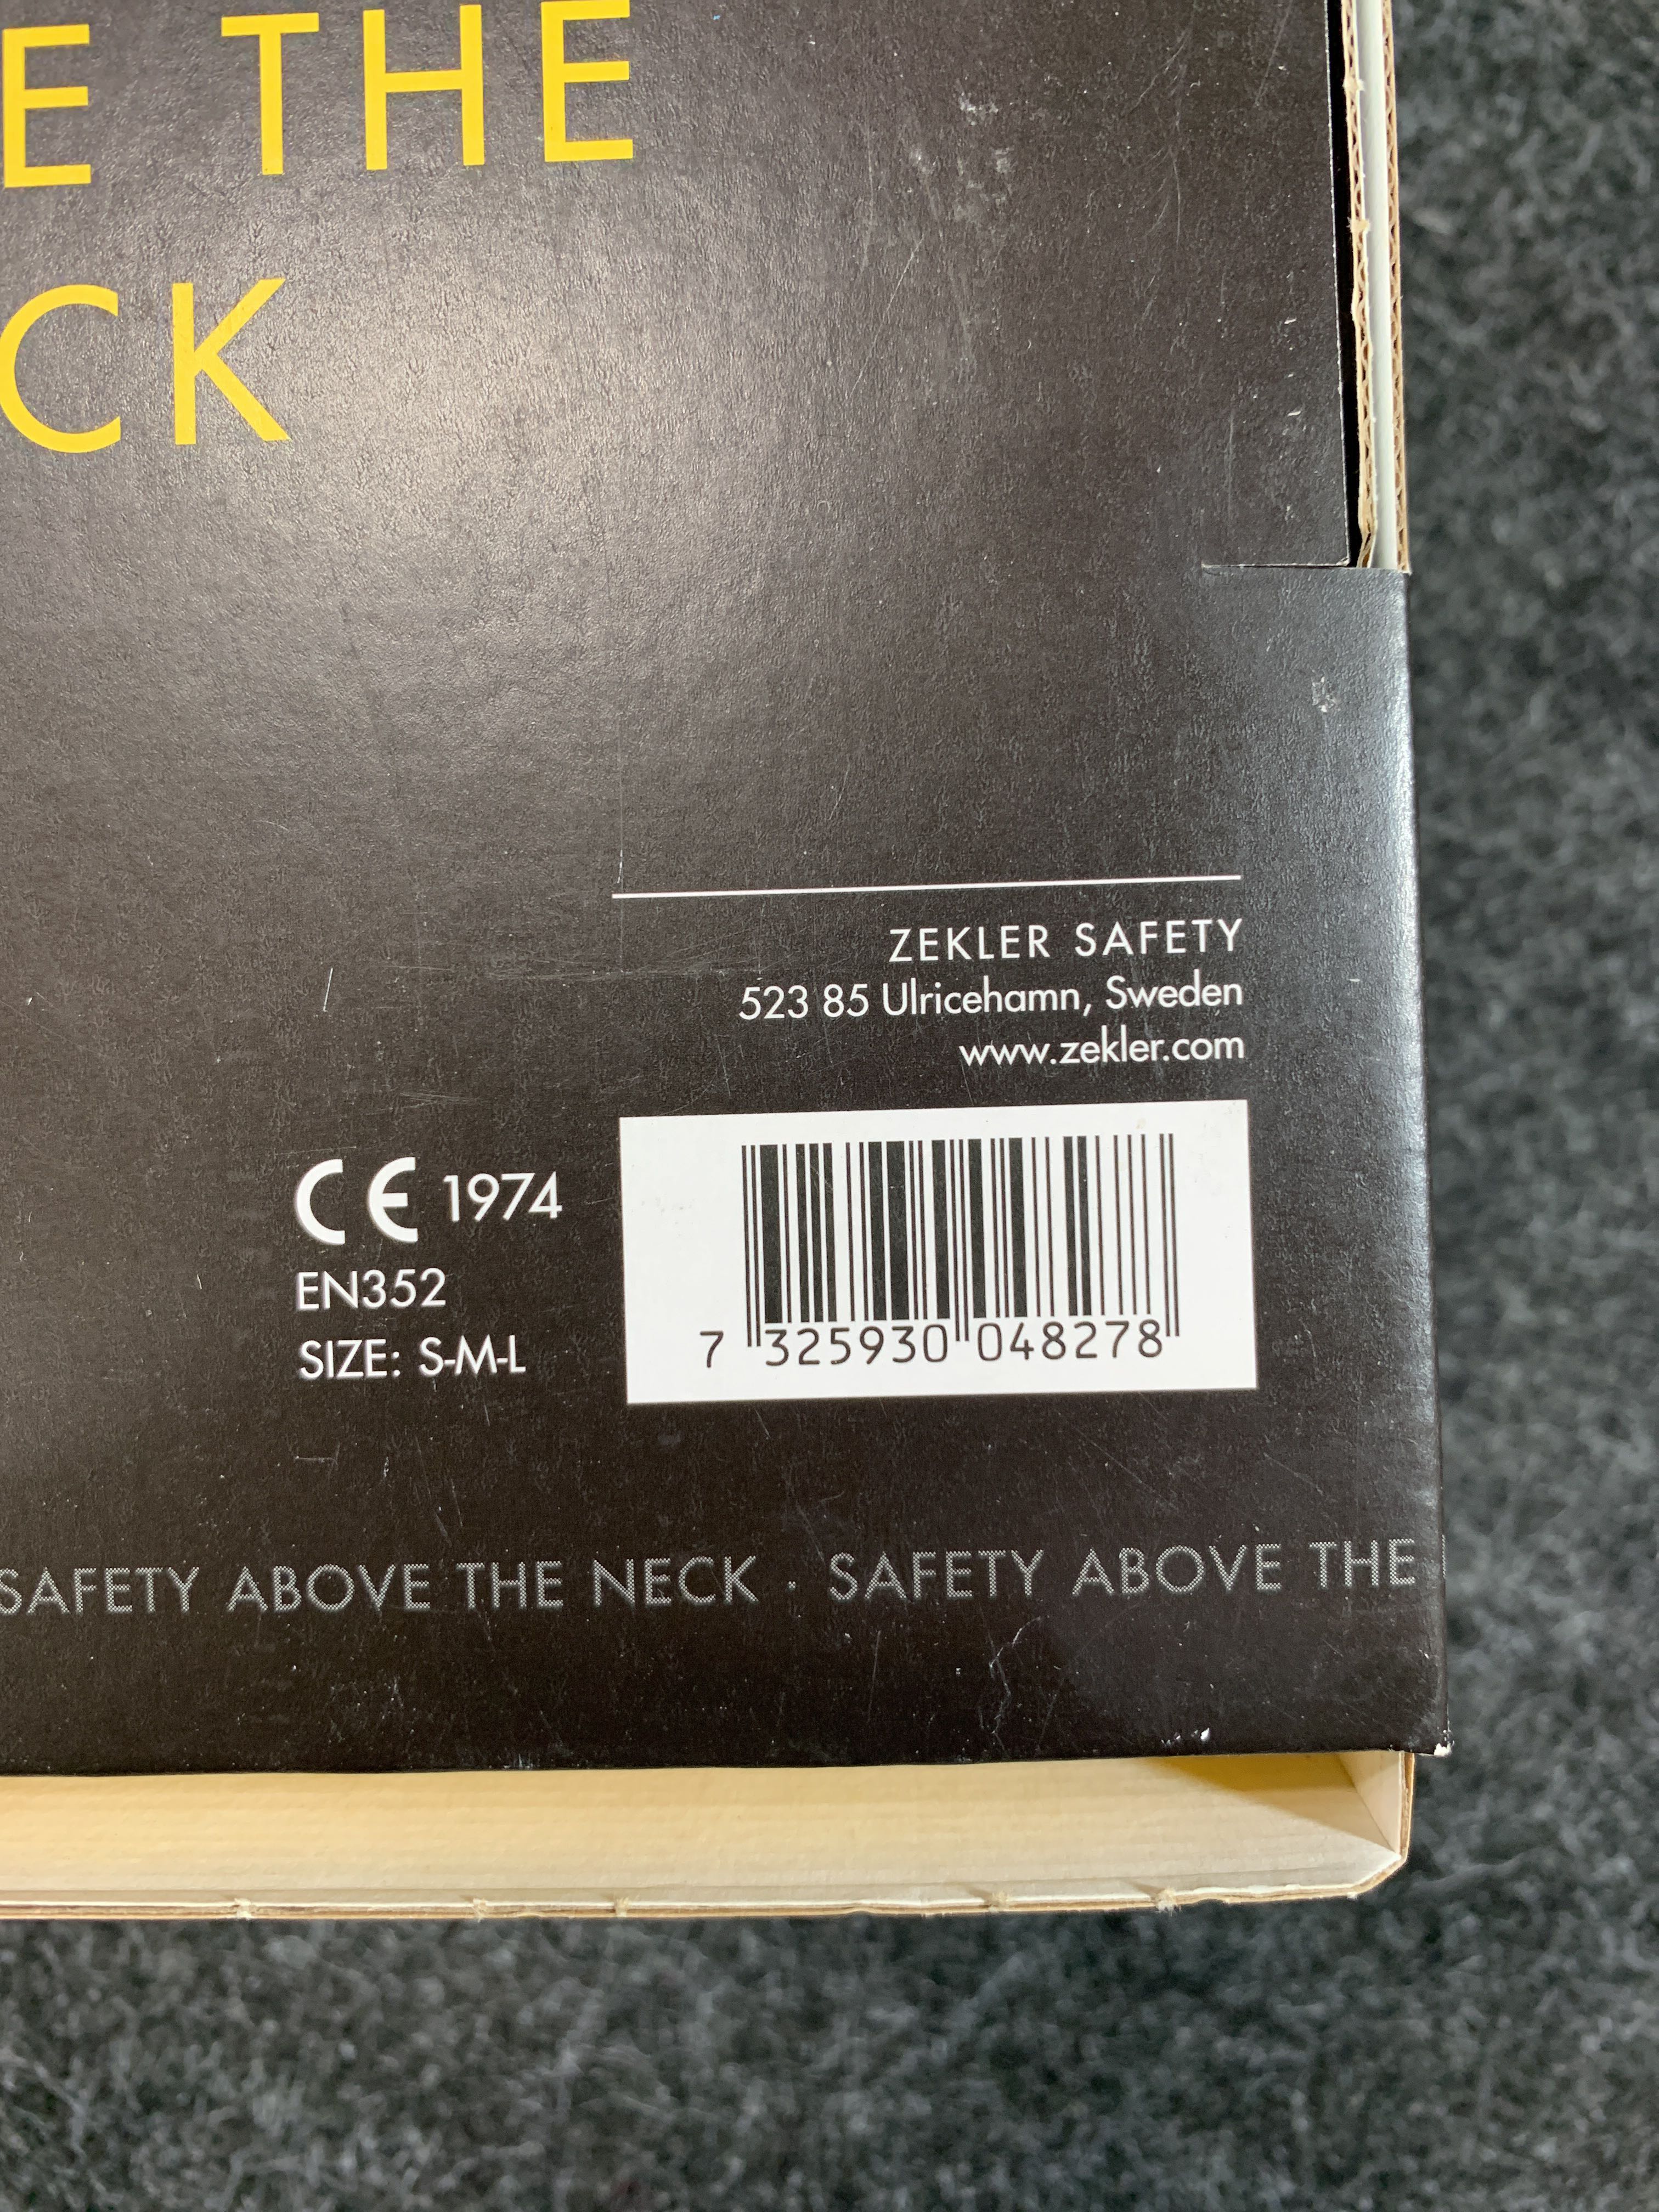 E THE
CK
ZEKLER SAFETY
523 85 Ulricehamn, Sweden
www.zekler.com
CE 1974
EN352
SIZE: S-M-L
7 325930 048278
SAFETY ABOVE THE NECK · SAFETY ABOVE THE